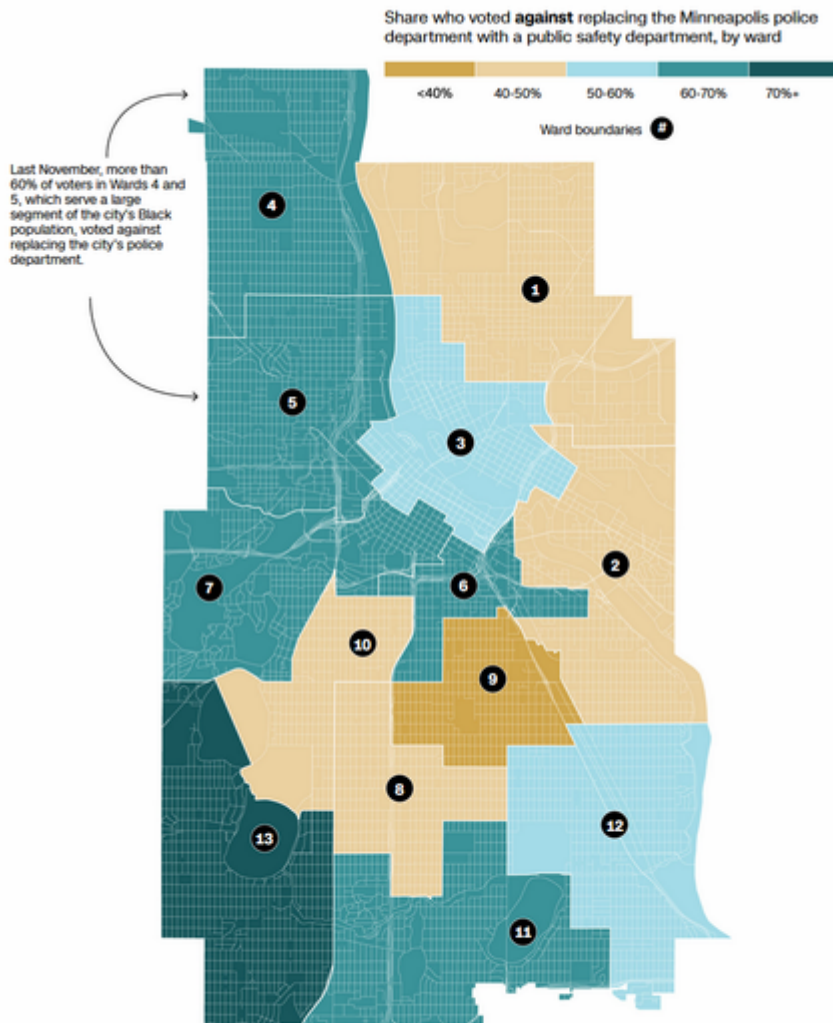 Share who voted against replacing the Minneapolis police
department with a public safety department, by ward
<40% 40-50% 50-60% 60-70% 70%+
Ward boundaries #
Last November, more than
60% of voters in Wards 4 and
5, which serve a large
segment of the city's Black
population, voted against
replacing the city's police
department.
4
1
5
3
2
7
6
10
9
8
12
13
11